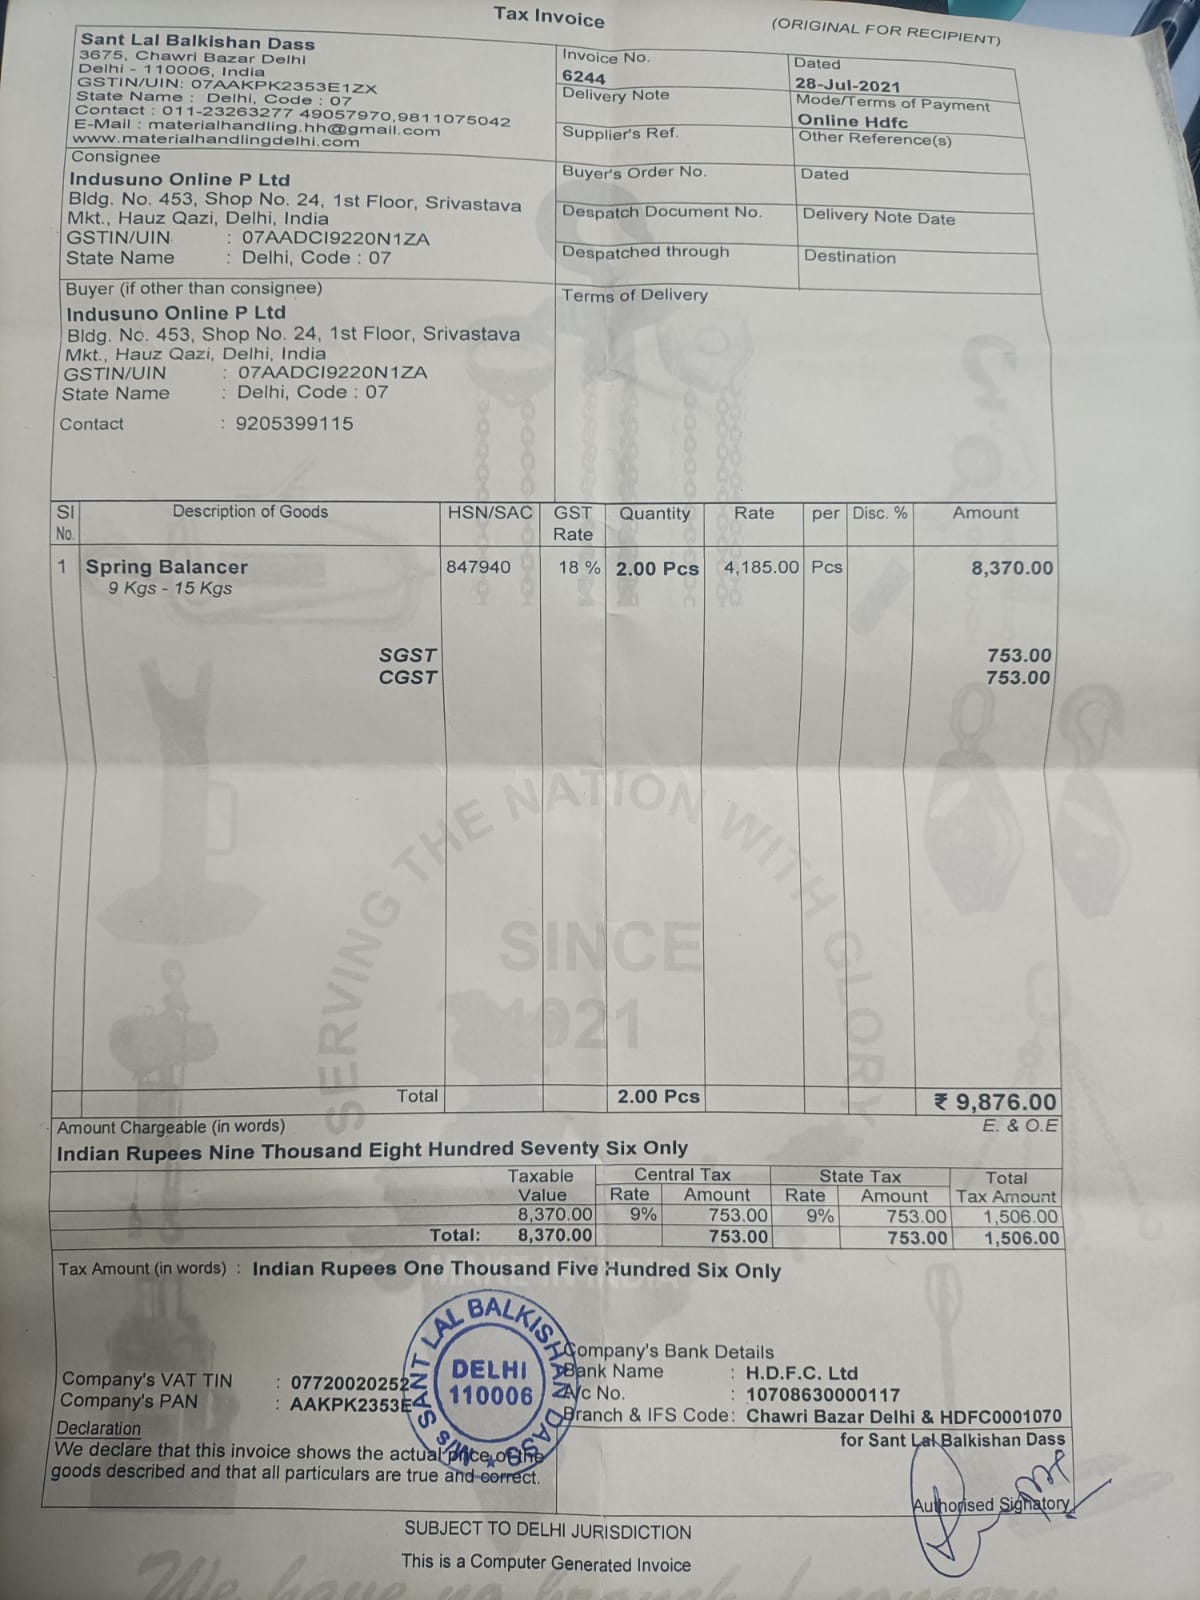 Tax Invoice
(ORIGINAL FOR RECIPIENT)
Sant Lal Balkishan Dass
3675, Chawri Bazar Delhi
Delhi - 110006, India
GSTIN/UIN: 07AAKPK2353E1ZX
State Name : Delhi, Code : 07
Contact : 011-23263277 49057970,9811075042
E-Mail : materialhandling.hh@gmail.com
www.materialhandlingdelhi.com
Invoice No.
6244
Dated
28-Jul-2021
Delivery Note
Mode/Terms of Payment
Online Hdfc
Supplier's Ref.
Other Reference(s)
Consignee
Indusuno Online P Ltd
Bldg. No. 453, Shop No. 24, 1st Floor, Srivastava
Mkt., Hauz Qazi, Delhi, India
GSTIN/UIN : 07AADCI9220N1ZA
State Name : Delhi, Code : 07
Buyer's Order No.
Dated
Despatch Document No.
Delivery Note Date
Despatched through
Destination
Buyer (if other than consignee)
Indusuno Online P Ltd
Bldg. No. 453, Shop No. 24, 1st Floor, Srivastava
Mkt., Hauz Qazi, Delhi, India
GSTIN/UIN : 07AADCI9220N1ZA
State Name : Delhi, Code : 07
Contact : 9205399115
Terms of Delivery
SI No. Description of Goods HSN/SAC GST Rate Quantity Rate per Disc. % Amount
1 Spring Balancer 847940 18 % 2.00 Pcs 4,185.00 Pcs 8,370.00
9 Kgs - 15 Kgs
SGST 753.00
CGST 753.00
SERVING THE NATION WITH GLORY
SINCE
1921
Total 2.00 Pcs ₹ 9,876.00
Amount Chargeable (in words) E. & O.E
Indian Rupees Nine Thousand Eight Hundred Seventy Six Only
Taxable Central Tax State Tax Total
Value Rate Amount Rate Amount Tax Amount
8,370.00 9% 753.00 9% 753.00 1,506.00
Total: 8,370.00 753.00 753.00 1,506.00
Tax Amount (in words) : Indian Rupees One Thousand Five Hundred Six Only
MAKE IN INDIA
M/S SANT LAL BALKISHAN DASS
DELHI
110006
Company's VAT TIN : 07720020252
Company's PAN : AAKPK2353E
Company's Bank Details
Bank Name : H.D.F.C. Ltd
A/c No. : 10708630000117
Branch & IFS Code : Chawri Bazar Delhi & HDFC0001070
Declaration
We declare that this invoice shows the actual price of the
goods described and that all particulars are true and correct.
for Sant Lal Balkishan Dass
Authorised Signatory
SUBJECT TO DELHI JURISDICTION
This is a Computer Generated Invoice
We have no branch